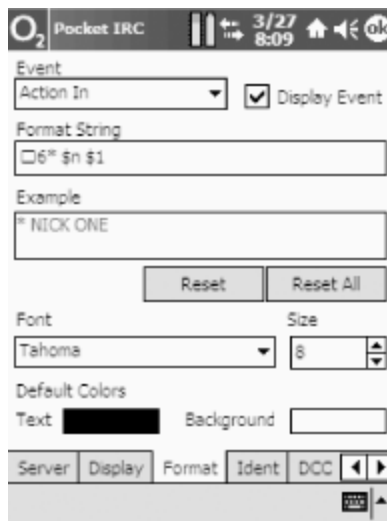 O2 Pocket IRC 3/27 8:09 ok
Event
Action In Display Event
Format String
□6* $n $1
Example
* NICK ONE
Reset Reset All
Font Size
Tahoma 8
Default Colors
Text Background
Server Display Format Ident DCC